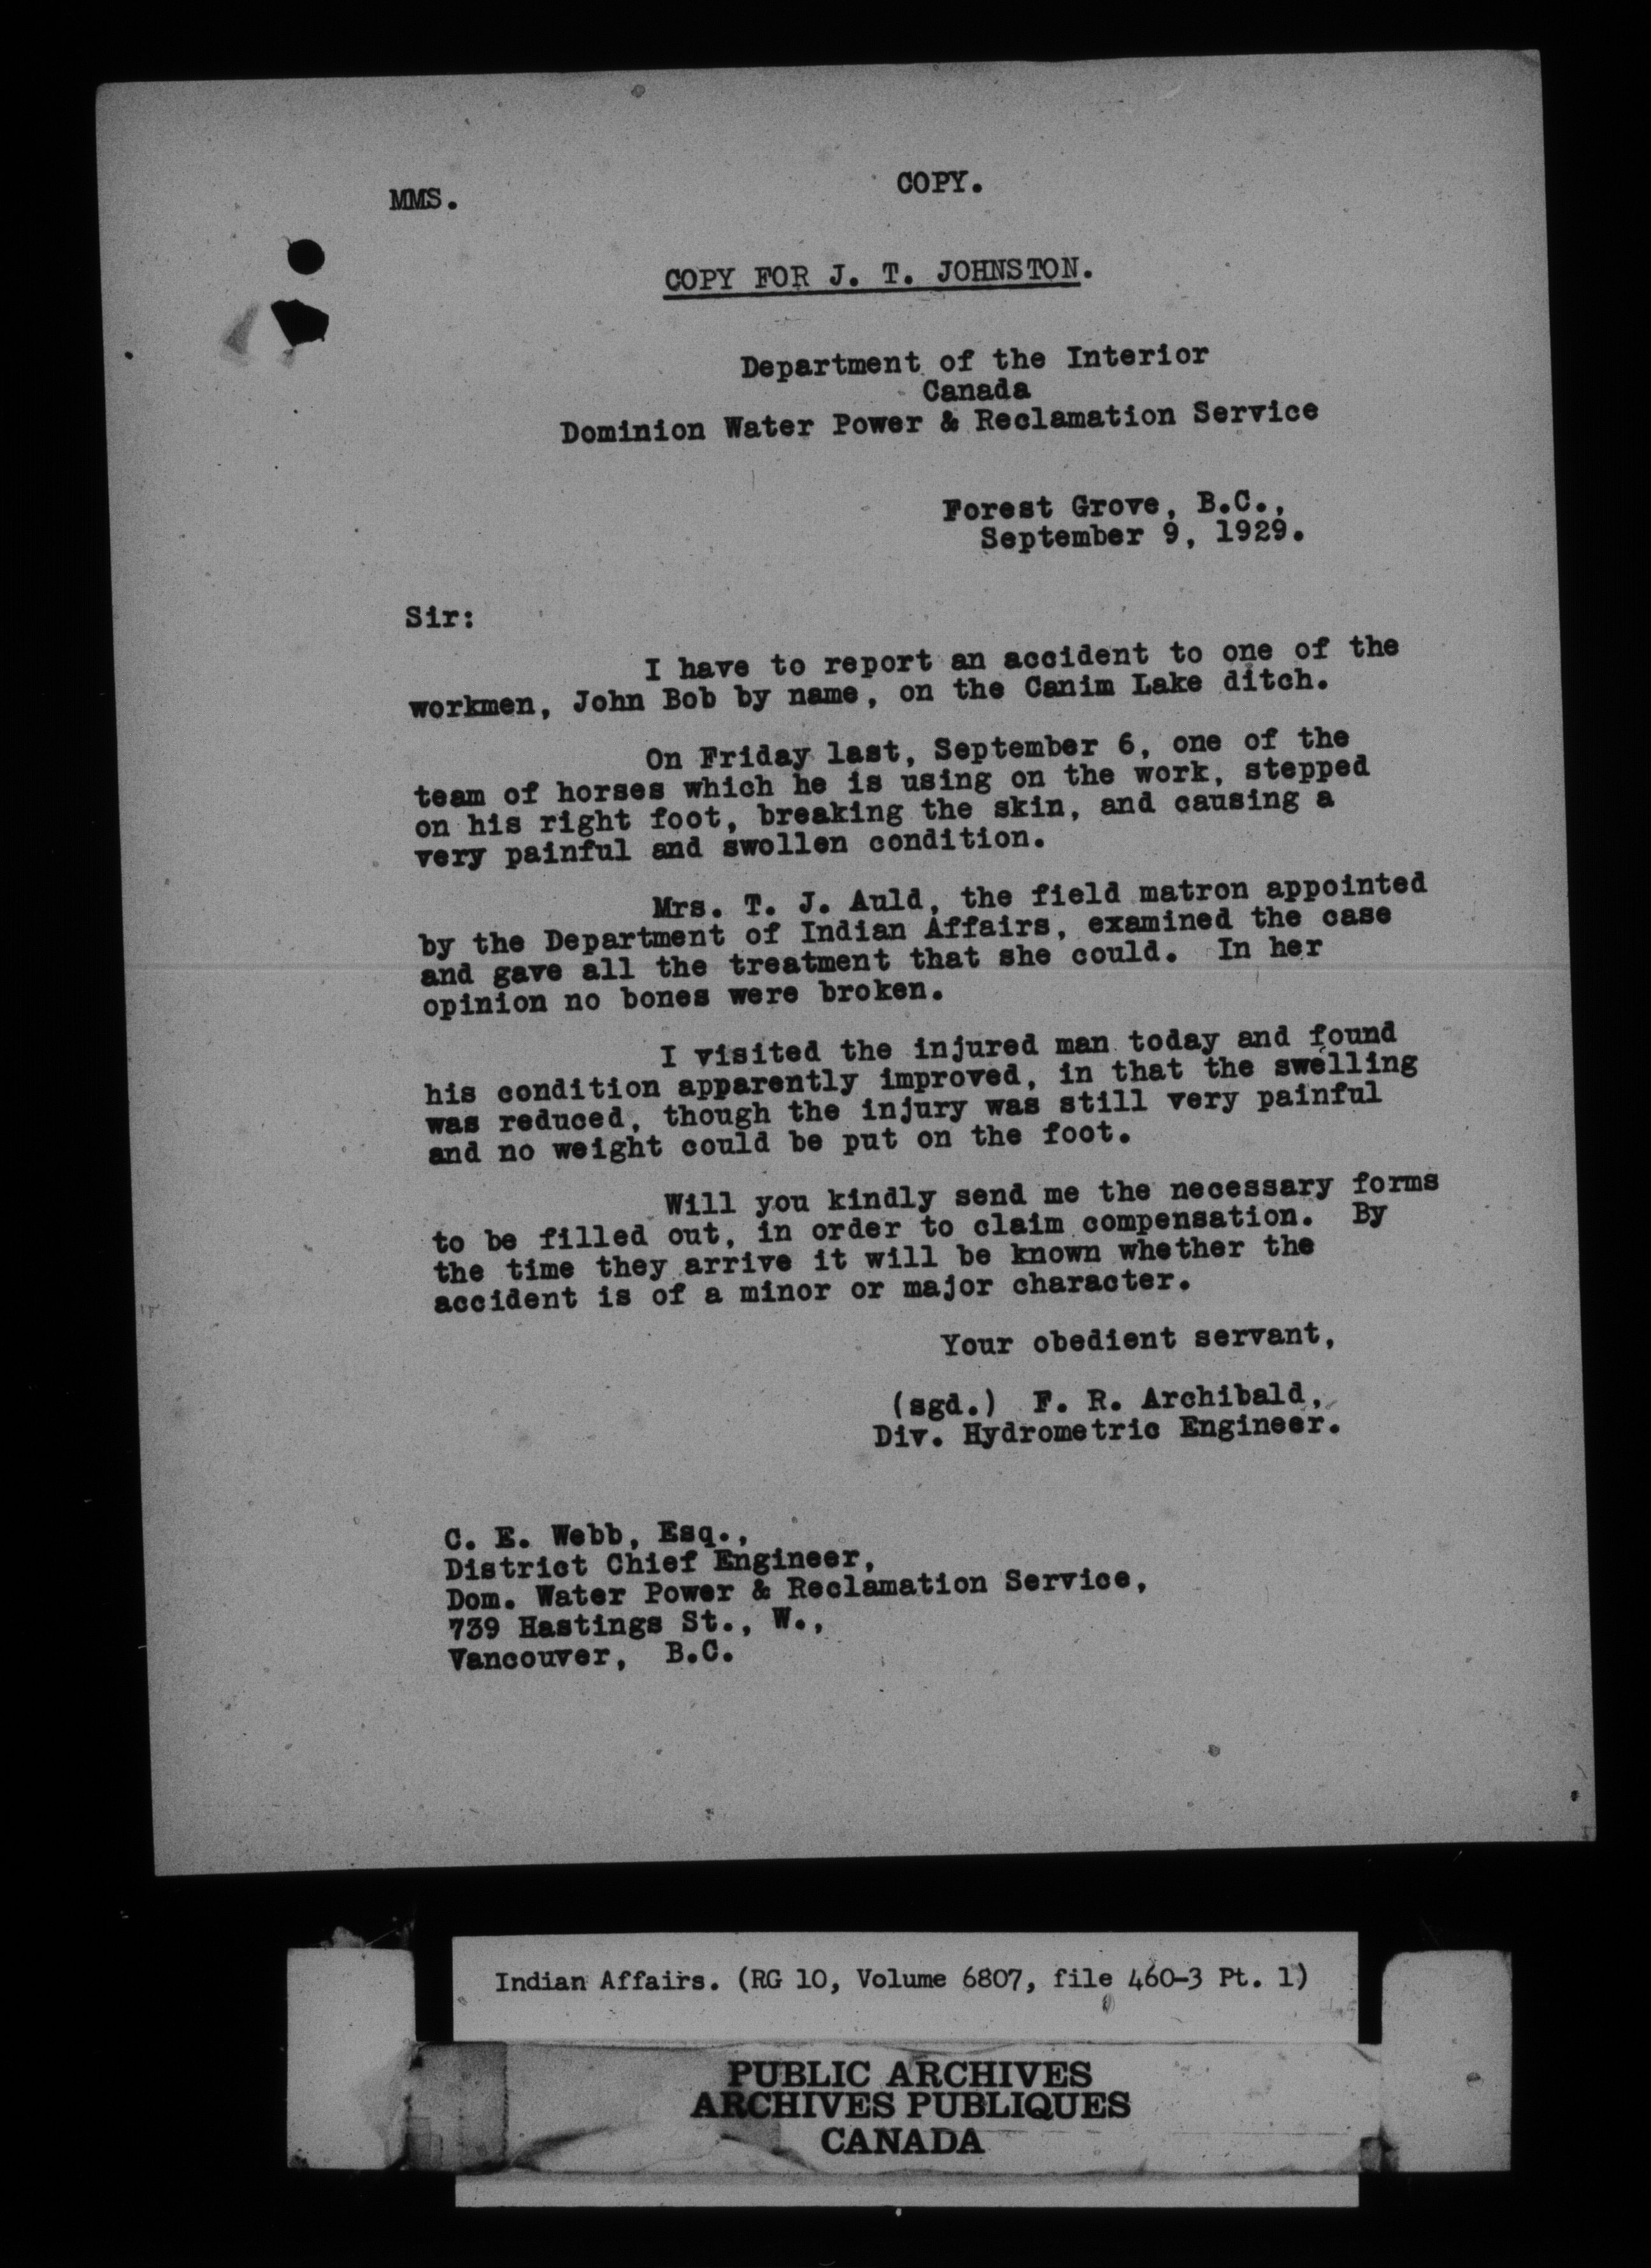 MMS.
COPY.
COPY FOR J. T. JOHNSTON.
Department of the Interior
Canada
Dominion Water Power & Reclamation Service
Forest Grove, B.C.,
September 9, 1929.
Sir:
I have to report an accident to one of the
workmen, John Bob by name, on the Canim Lake ditch.
On Friday last, September 6, one of the
team of horses which he is using on the work, stepped
on his right foot, breaking the skin, and causing a
very painful and swollen condition.
Mrs. T. J. Auld, the field matron appointed
by the Department of Indian Affairs, examined the case
and gave all the treatment that she could. In her
opinion no bones were broken.
I visited the injured man today and found
his condition apparently improved, in that the swelling
was reduced, though the injury was still very painful
and no weight could be put on the foot.
Will you kindly send me the necessary forms
to be filled out, in order to claim compensation. By
the time they arrive it will be known whether the
accident is of a minor or major character.
Your obedient servant,
(sgd.) F. R. Archibald,
Div. Hydrometric Engineer.
C. E. Webb, Esq.,
District Chief Engineer,
Dom. Water Power & Reclamation Service,
739 Hastings St., W.,
Vancouver, B.C.
Indian Affairs. (RG 10, Volume 6807, file 460-3 Pt. 1)
PUBLIC ARCHIVES
ARCHIVES PUBLIQUES
CANADA